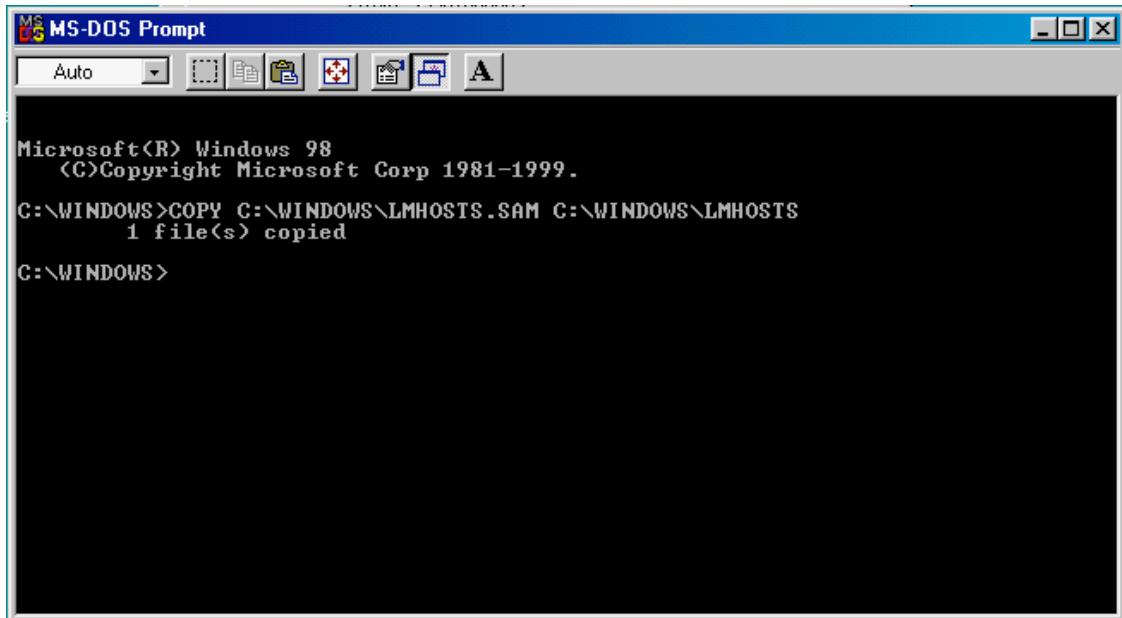 MS-DOS Prompt
Auto
A
Microsoft(R) Windows 98
(C)Copyright Microsoft Corp 1981-1999.
C:\WINDOWS>COPY C:\WINDOWS\LMHOSTS.SAM C:\WINDOWS\LMHOSTS
1 file(s) copied
C:\WINDOWS>